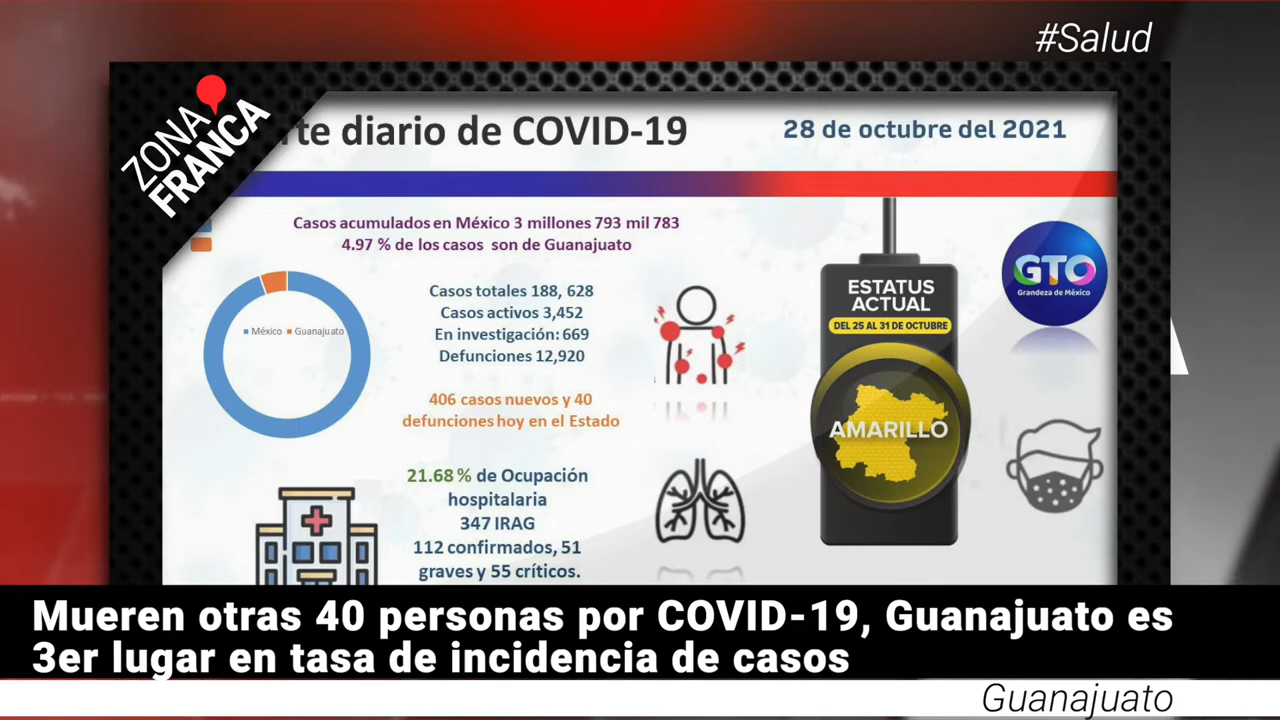 #Salud
ZONA
FRANCA
rte diario de COVID-19
28 de octubre del 2021
Casos acumulados en México 3 millones 793 mil 783
4.97 % de los casos son de Guanajuato
México Guanajuato
Casos totales 188, 628
Casos activos 3,452
En investigación: 669
Defunciones 12,920
406 casos nuevos y 40
defunciones hoy en el Estado
21.68 % de Ocupación
hospitalaria
347 IRAG
112 confirmados, 51
graves y 55 críticos.
ESTATUS
ACTUAL
DEL 25 AL 31 DE OCTUBRE
AMARILLO
GTO
Grandeza de México
Mueren otras 40 personas por COVID-19, Guanajuato es
3er lugar en tasa de incidencia de casos
Guanajuato